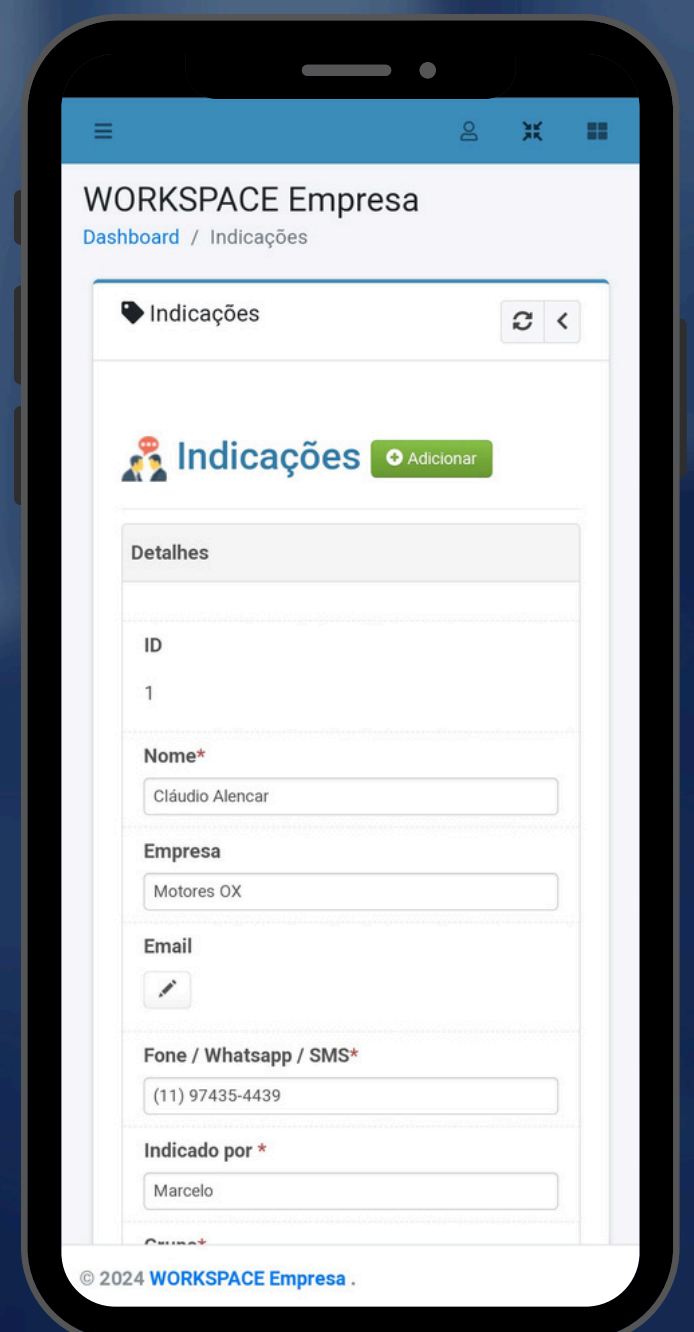 WORKSPACE Empresa
Dashboard / Indicações
Indicações
Indicações Adicionar
Detalhes
ID
1
Nome*
Cláudio Alencar
Empresa
Motores OX
Email
Fone / Whatsapp / SMS*
(11) 97435-4439
Indicado por *
Marcelo
Grupo*
© 2024 WORKSPACE Empresa .